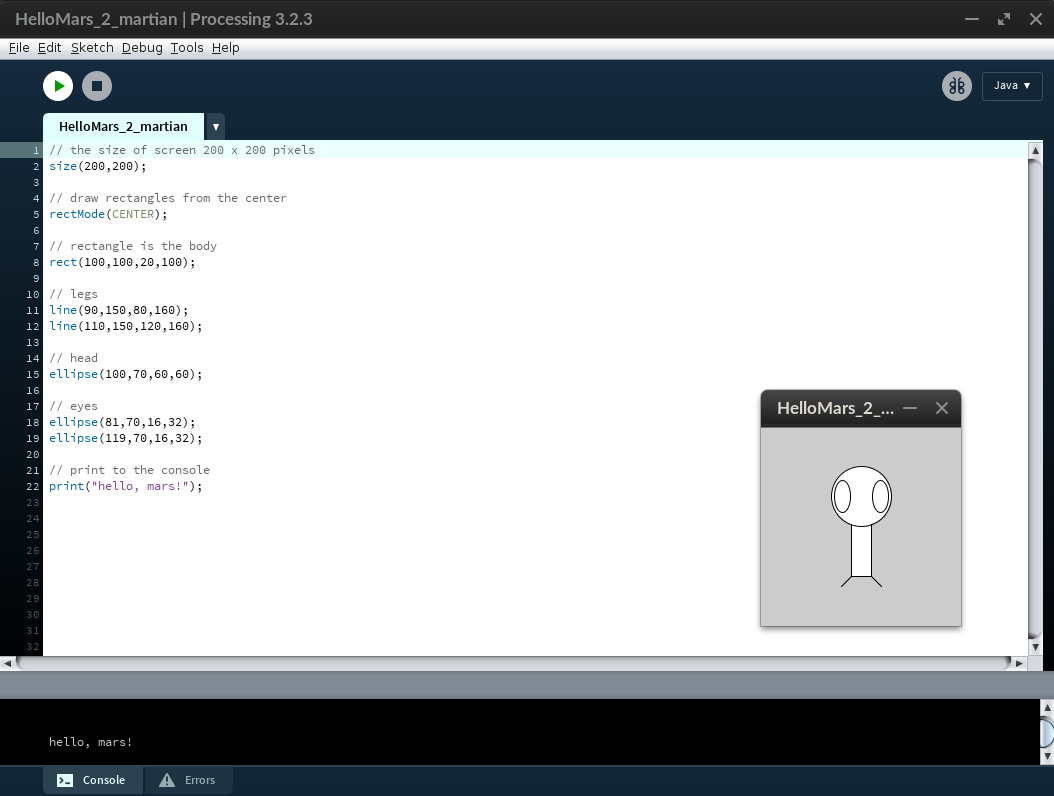 HelloMars_2_martian | Processing 3.2.3
File Edit Sketch Debug Tools Help
Java ▼
HelloMars_2_martian ▼
1 // the size of screen 200 x 200 pixels
2 size(200,200);
3
4 // draw rectangles from the center
5 rectMode(CENTER);
6
7 // rectangle is the body
8 rect(100,100,20,100);
9
10 // legs
11 line(90,150,80,160);
12 line(110,150,120,160);
13
14 // head
15 ellipse(100,70,60,60);
16
17 // eyes
18 ellipse(81,70,16,32);
19 ellipse(119,70,16,32);
20
21 // print to the console
22 print("hello, mars!");
23
24
25
26
27
28
29
30
31
32
HelloMars_2_...
hello, mars!
Console Errors